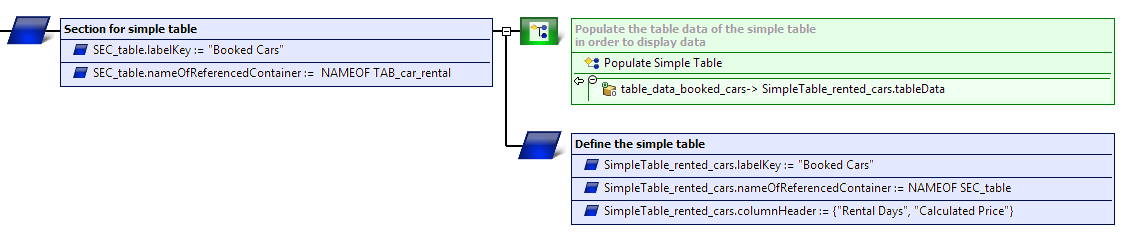 Section for simple table
SEC_table.labelKey := "Booked Cars"
SEC_table.nameOfReferencedContainer := NAMEOF TAB_car_rental
Populate the table data of the simple table
in order to display data
Populate Simple Table
table_data_booked_cars-> SimpleTable_rented_cars.tableData
Define the simple table
SimpleTable_rented_cars.labelKey := "Booked Cars"
SimpleTable_rented_cars.nameOfReferencedContainer := NAMEOF SEC_table
SimpleTable_rented_cars.columnHeader := {"Rental Days", "Calculated Price"}